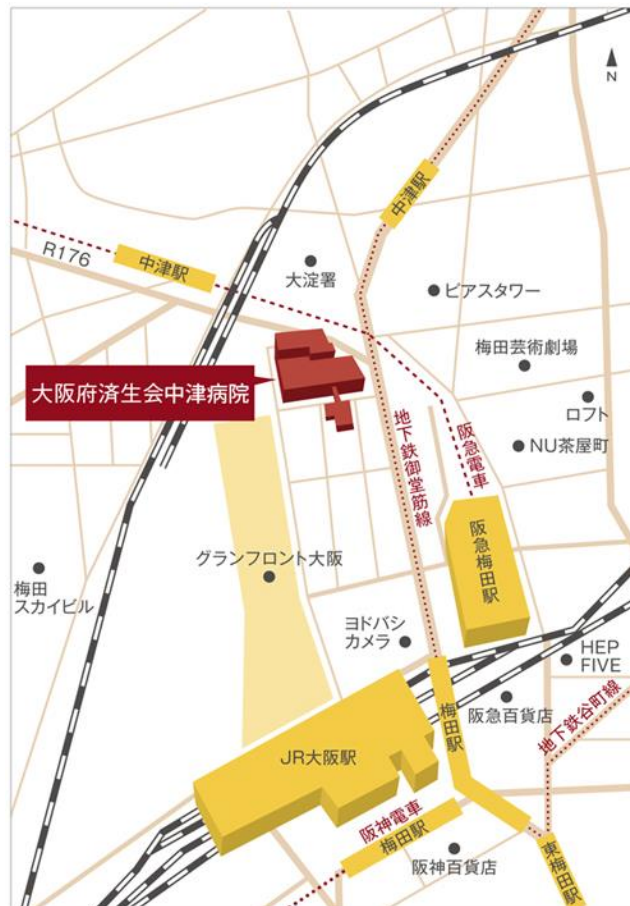 N
中津駅
R176
中津駅
大淀署
ピアスタワー
梅田芸術劇場
大阪府済生会中津病院
ロフト
地下鉄御堂筋線
阪急電車
NU茶屋町
阪急梅田駅
グランフロント大阪
梅田
スカイビル
ヨドバシ
カメラ
HEP
FIVE
梅田駅
阪急百貨店
地下鉄谷町線
JR大阪駅
阪神電車
梅田駅
阪神百貨店
東梅田駅